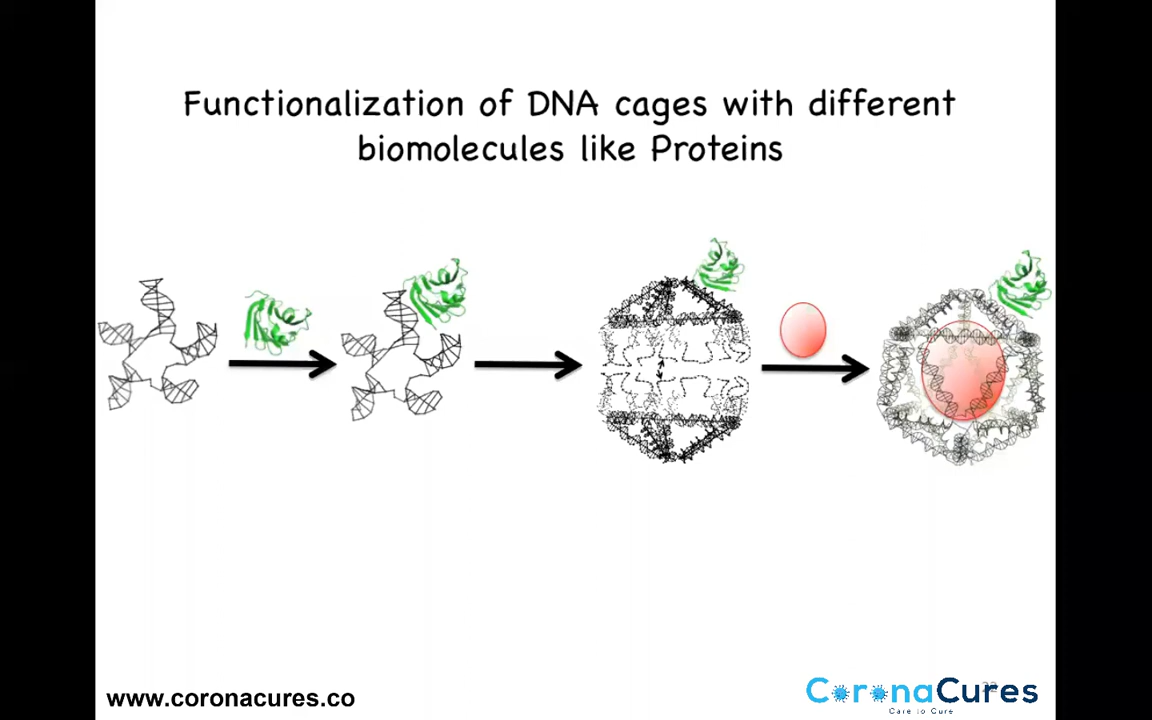 Functionalization of DNA cages with different
biomolecules like Proteins
www.coronacures.co
CoronaCures
Care to Cure